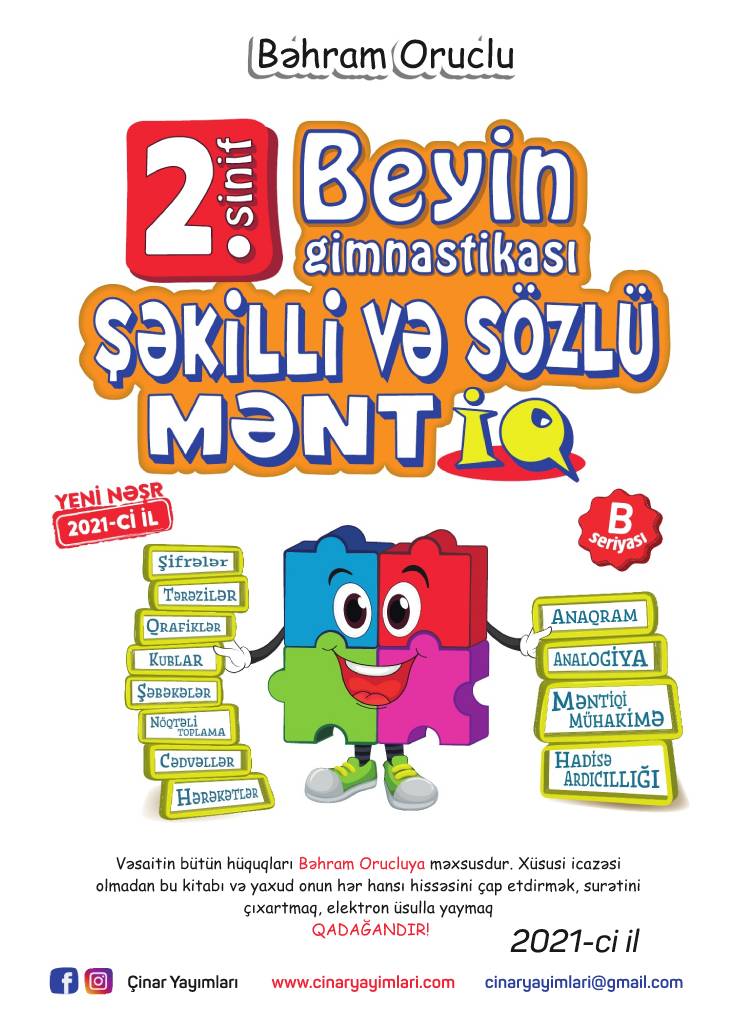 Bəhram Oruclu
2. sinif
Beyin
gimnastikası
ŞƏKİLLİ VƏ SÖZLÜ
MƏNTİQ
YENİ NƏŞR
2021-Cİ İL
B
seriyası
Şifrələr
Tərəzilər
Qrafiklər
Kublar
Şəbəkələr
Nöqtəli
toplama
Cədvəllər
Hərəkətlər
Anaqram
Analogiya
Məntiqi
mühakimə
Hadisə
ardıcıllığı
Vəsaitin bütün hüquqları Bəhram Orucluya məxsusdur. Xüsusi icazəsi
olmadan bu kitabı və yaxud onun hər hansı hissəsini çap etdirmək, surətini
çıxartmaq, elektron üsulla yaymaq
QADAĞANDIR!
2021-ci il
Çinar Yayımları www.cinaryayimlari.com cinaryayimlari@gmail.com